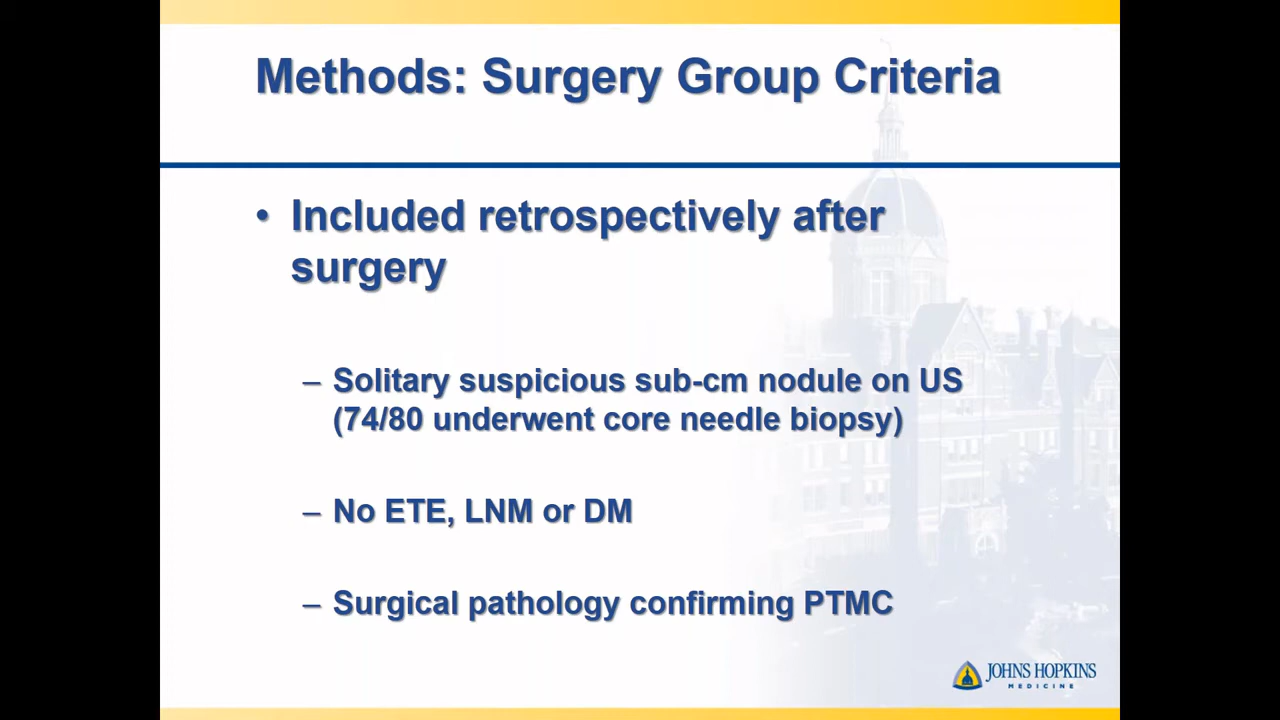 Methods: Surgery Group Criteria
• Included retrospectively after
surgery
– Solitary suspicious sub-cm nodule on US
(74/80 underwent core needle biopsy)
– No ETE, LNM or DM
– Surgical pathology confirming PTMC
JOHNS HOPKINS
MEDICINE